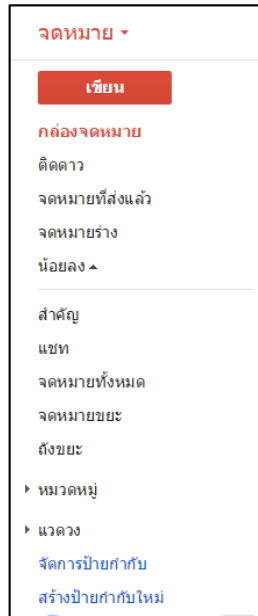 จดหมาย
เขียน
กล่องจดหมาย
ติดดาว
จดหมายที่ส่งแล้ว
จดหมายร่าง
น้อยลง
สำคัญ
แชท
จดหมายทั้งหมด
จดหมายขยะ
ถังขยะ
หมวดหมู่
แวดวง
จัดการป้ายกำกับ
สร้างป้ายกำกับใหม่